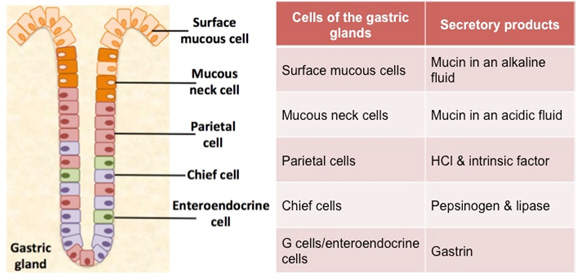 Surface
mucous cell
Mucous
neck cell
Parietal
cell
Chief cell
Enteroendocrine
cell
Gastric
gland
Cells of the gastric
glands
Secretory products
Surface mucous cells
Mucin in an alkaline
fluid
Mucous neck cells
Mucin in an acidic fluid
Parietal cells
HCl & intrinsic factor
Chief cells
Pepsinogen & lipase
G cells/enteroendocrine
cells
Gastrin